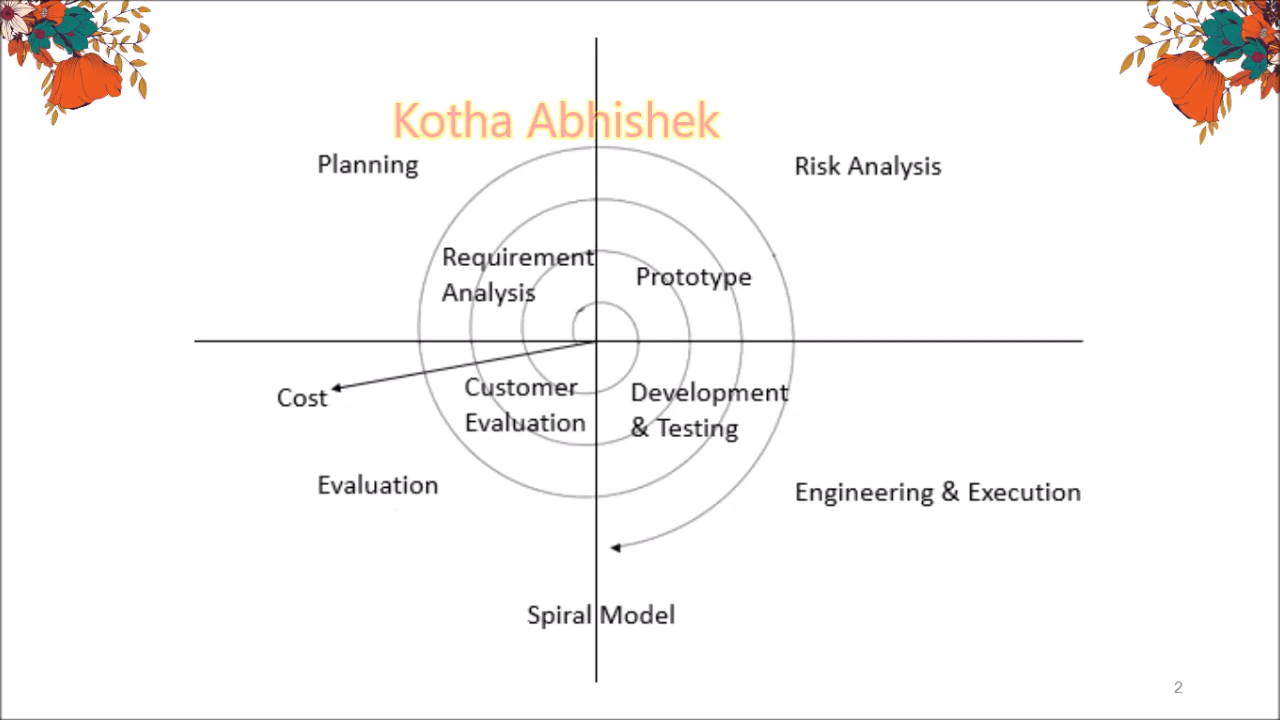 Kotha Abhishek
Planning
Risk Analysis
Requirement
Analysis
Prototype
Cost
Customer
Evaluation
Development
& Testing
Evaluation
Engineering & Execution
Spiral Model
2